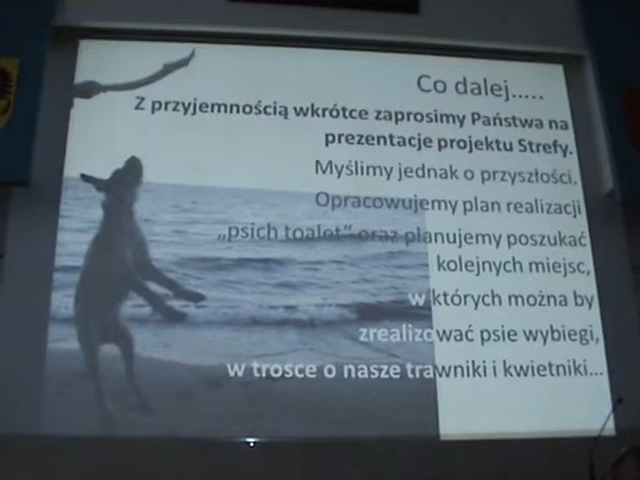 Co dalej.....
Z przyjemnością wkrótce zaprosimy Państwa na
prezentacje projektu Strefy.
Myślimy jednak o przyszłości.
Opracowujemy plan realizacji
„psich toalet” oraz planujemy poszukać
kolejnych miejsc,
w których można by
zrealizować psie wybiegi,
w trosce o nasze trawniki i kwietniki...